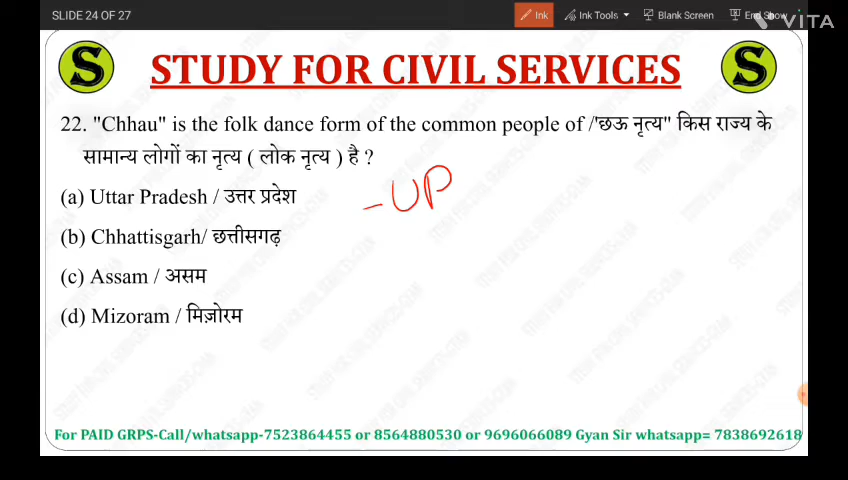 SLIDE 24 OF 27
Ink Ink Tools Blank Screen End Show
VITA
S STUDY FOR CIVIL SERVICES S
22. "Chhau" is the folk dance form of the common people of /'छऊ नृत्य" किस राज्य के
सामान्य लोगों का नृत्य ( लोक नृत्य ) है ?
-UP
(a) Uttar Pradesh / उत्तर प्रदेश
(b) Chhattisgarh/ छत्तीसगढ़
(c) Assam / असम
(d) Mizoram / मिज़ोरम
For PAID GRPS-Call/whatsapp-7523864455 or 8564880530 or 9696066089 Gyan Sir whatsapp= 7838692618